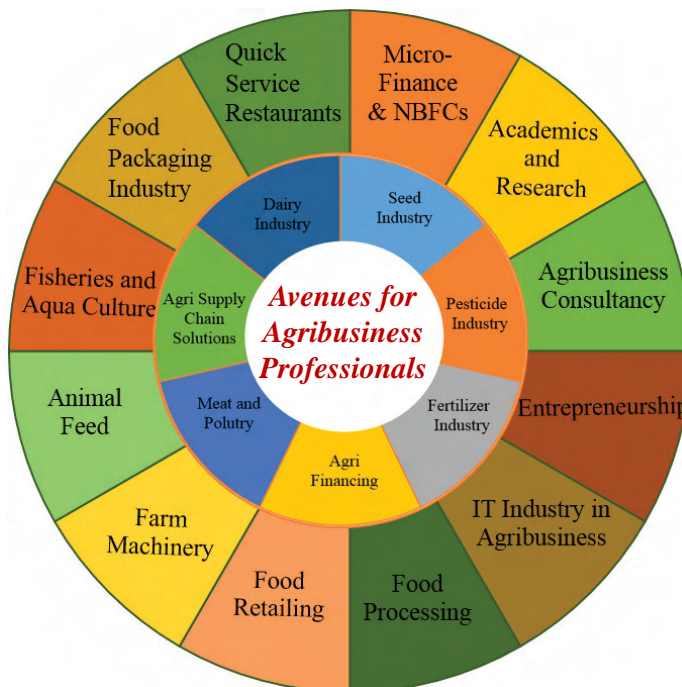 Quick
Service
Restaurants
Micro-
Finance
& NBFCs
Academics
and
Research
Agribusiness
Consultancy
Entrepreneurship
IT Industry in
Agribusiness
Food
Processing
Food
Retailing
Farm
Machinery
Animal
Feed
Fisheries and
Aqua Culture
Food
Packaging
Industry
Dairy
Industry
Seed
Industry
Pesticide
Industry
Fertilizer
Industry
Agri
Financing
Meat and
Polutry
Agri Supply
Chain
Solutions
Avenues for
Agribusiness
Professionals